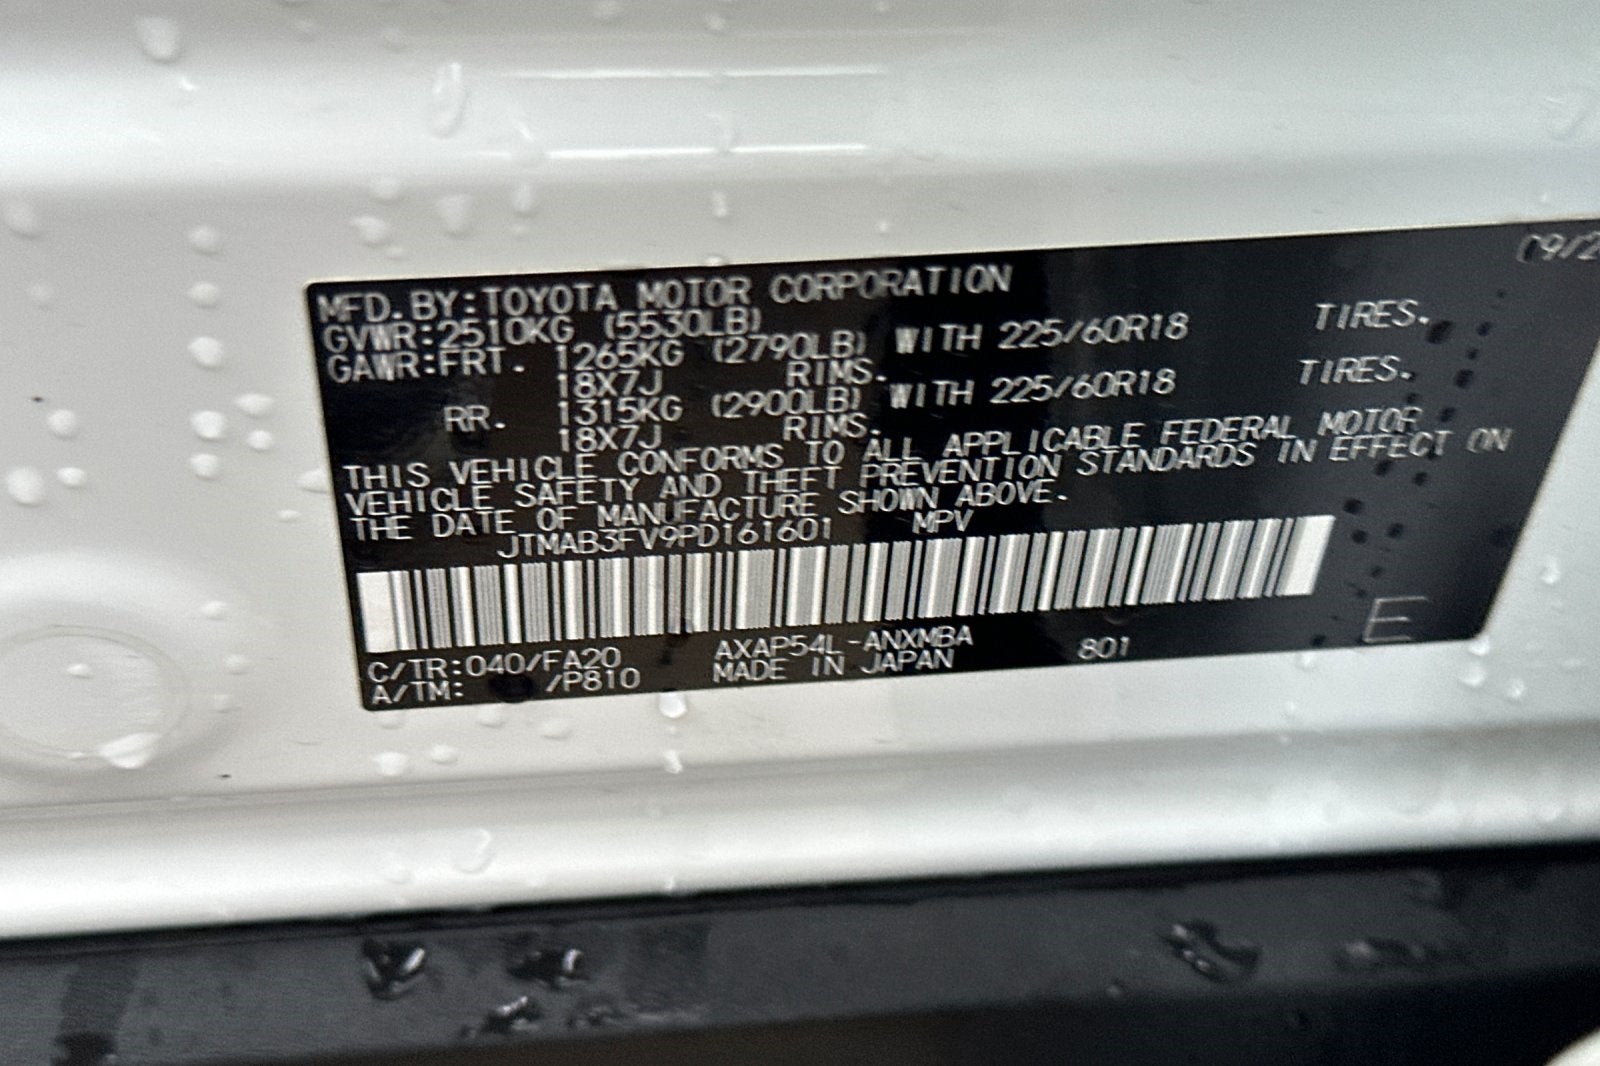 09/2
MFD.BY:TOYOTA MOTOR CORPORATION
GVWR:2510KG (5530LB)
GAWR:FRT. 1265KG (2790LB) WITH 225/60R18 TIRES.
18X7J RIMS.
RR. 1315KG (2900LB) WITH 225/60R18 TIRES.
18X7J RIMS.
THIS VEHICLE CONFORMS TO ALL APPLICABLE FEDERAL MOTOR
VEHICLE SAFETY AND THEFT PREVENTION STANDARDS IN EFFECT ON
THE DATE OF MANUFACTURE SHOWN ABOVE.
JTMAB3FV9PD161601 MPV
C/TR:040/FA20 AXAP54L-ANXMBA 801 E
A/TM: /P810 MADE IN JAPAN